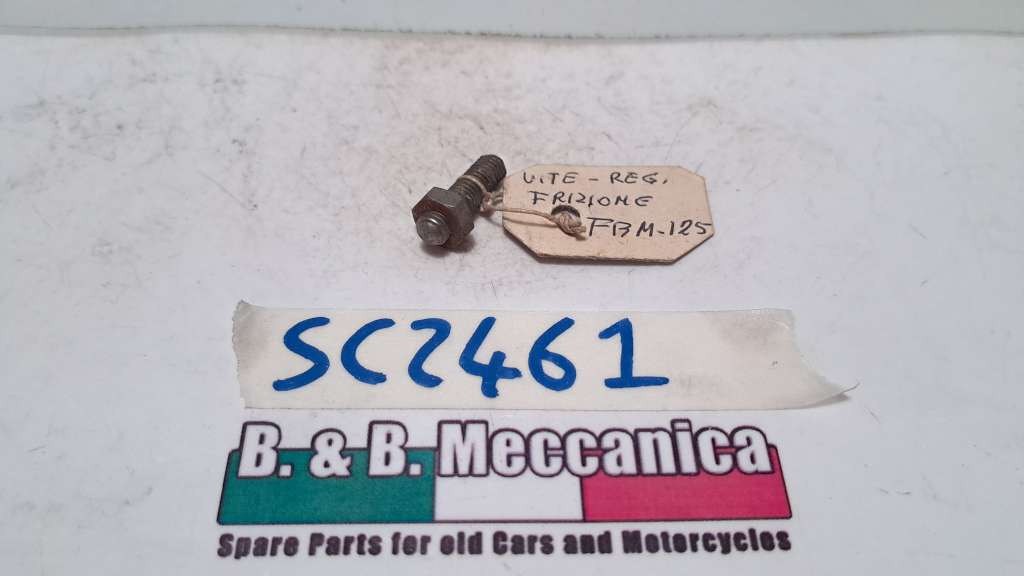 VITE - REG.
FRIZIONE
FBM-125
SC2461
B. & B. Meccanica
Spare Parts for old Cars and Motorcycles